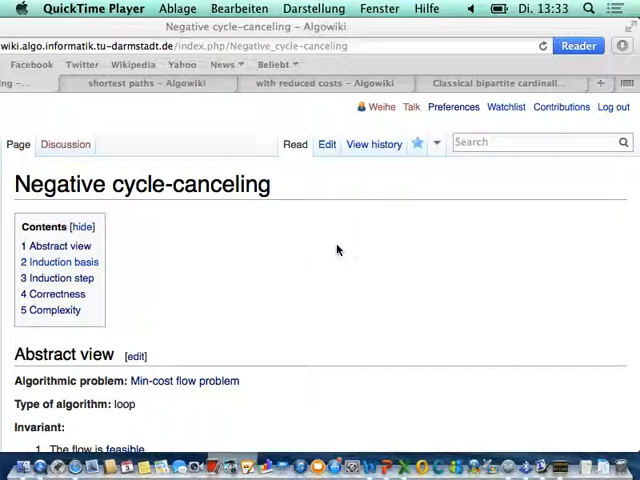 QuickTime Player Ablage Bearbeiten Darstellung Fenster Hilfe Di. 13:33
Negative cycle-canceling - Algowiki
wiki.algo.informatik.tu-darmstadt.de/index.php/Negative_cycle-canceling Reader
Facebook Twitter Wikipedia Yahoo News Beliebt
ng -... shortest paths - Algowiki with reduced costs - Algowiki Classical bipartite cardinali...
Weihe Talk Preferences Watchlist Contributions Log out
Page Discussion Read Edit View history Search
Negative cycle-canceling
Contents [hide]
1 Abstract view
2 Induction basis
3 Induction step
4 Correctness
5 Complexity
Abstract view [edit]
Algorithmic problem: Min-cost flow problem
Type of algorithm: loop
Invariant:
1. The flow is feasible